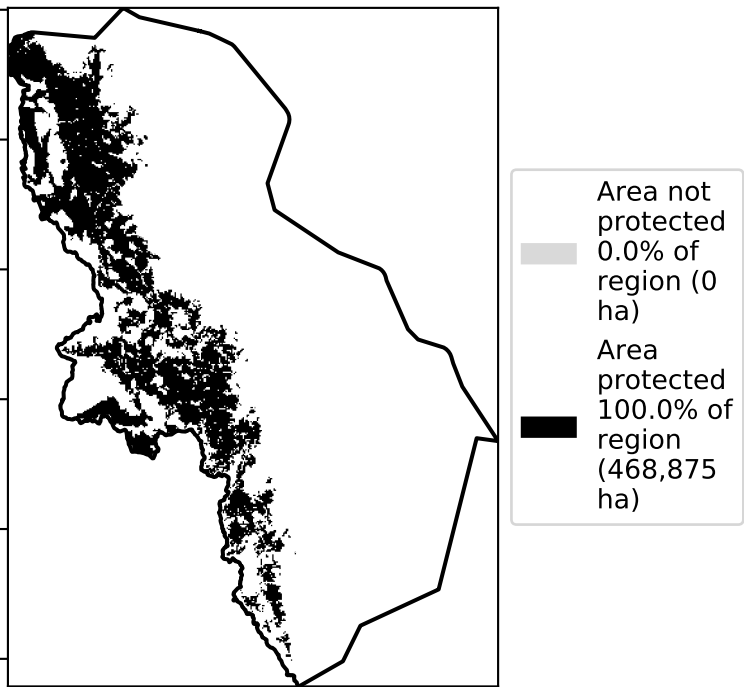 Area not
protected
0.0% of
region (0
ha)
Area
protected
100.0% of
region
(468,875
ha)